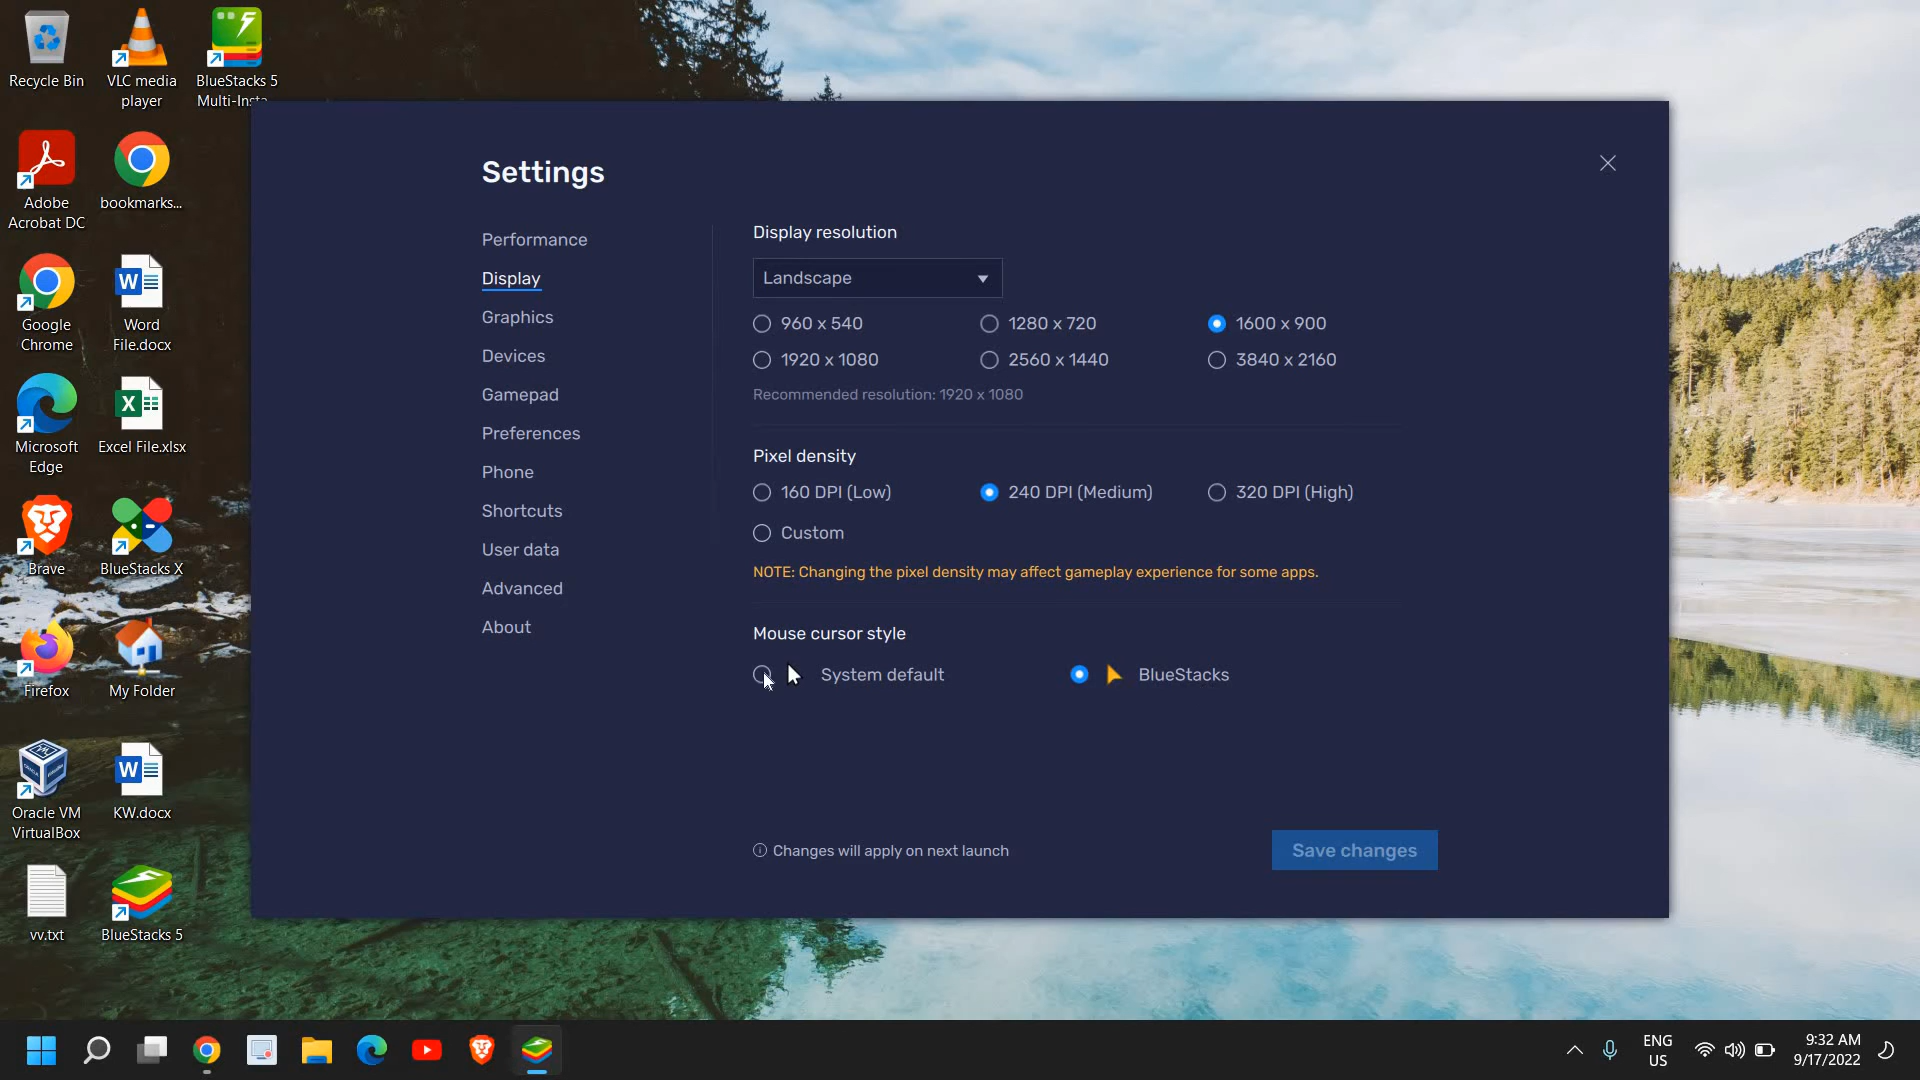 Recycle Bin
VLC media
player
BlueStacks 5
Multi-Insta...
Adobe
Acrobat DC
bookmarks...
Google
Chrome
Word
File.docx
Microsoft
Edge
Excel File.xlsx
Brave
BlueStacks X
Firefox
My Folder
Oracle VM
VirtualBox
KW.docx
vv.txt
BlueStacks 5
Settings
Performance
Display
Graphics
Devices
Gamepad
Preferences
Phone
Shortcuts
User data
Advanced
About
Display resolution
Landscape
960 x 540
1280 x 720
1600 x 900
1920 x 1080
2560 x 1440
3840 x 2160
Recommended resolution: 1920 x 1080
Pixel density
160 DPI (Low)
240 DPI (Medium)
320 DPI (High)
Custom
NOTE: Changing the pixel density may affect gameplay experience for some apps.
Mouse cursor style
System default
BlueStacks
Changes will apply on next launch
Save changes
ENG
US
9:32 AM
9/17/2022